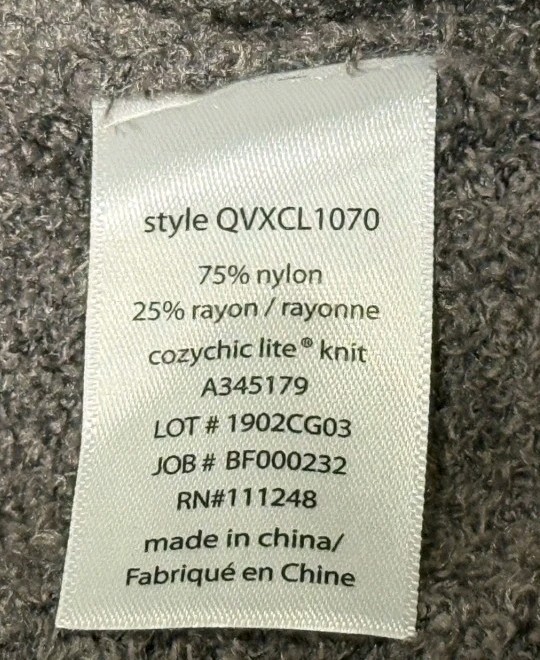 style QVXCL1070
75% nylon
25% rayon / rayonne
cozychic lite® knit
A345179
LOT # 1902CG03
JOB # BF000232
RN#111248
made in china/
Fabriqué en Chine